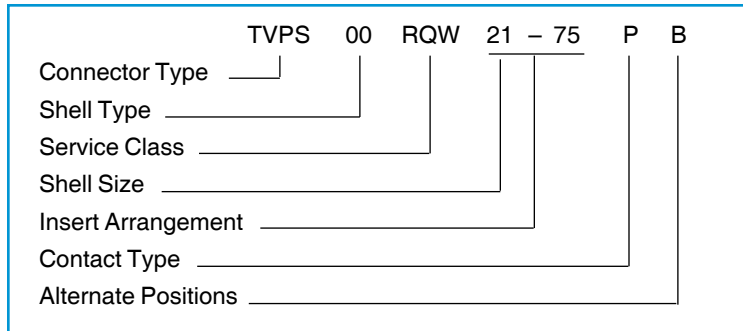 TVPS 00 RQW 21 – 75 P B
Connector Type
Shell Type
Service Class
Shell Size
Insert Arrangement
Contact Type
Alternate Positions